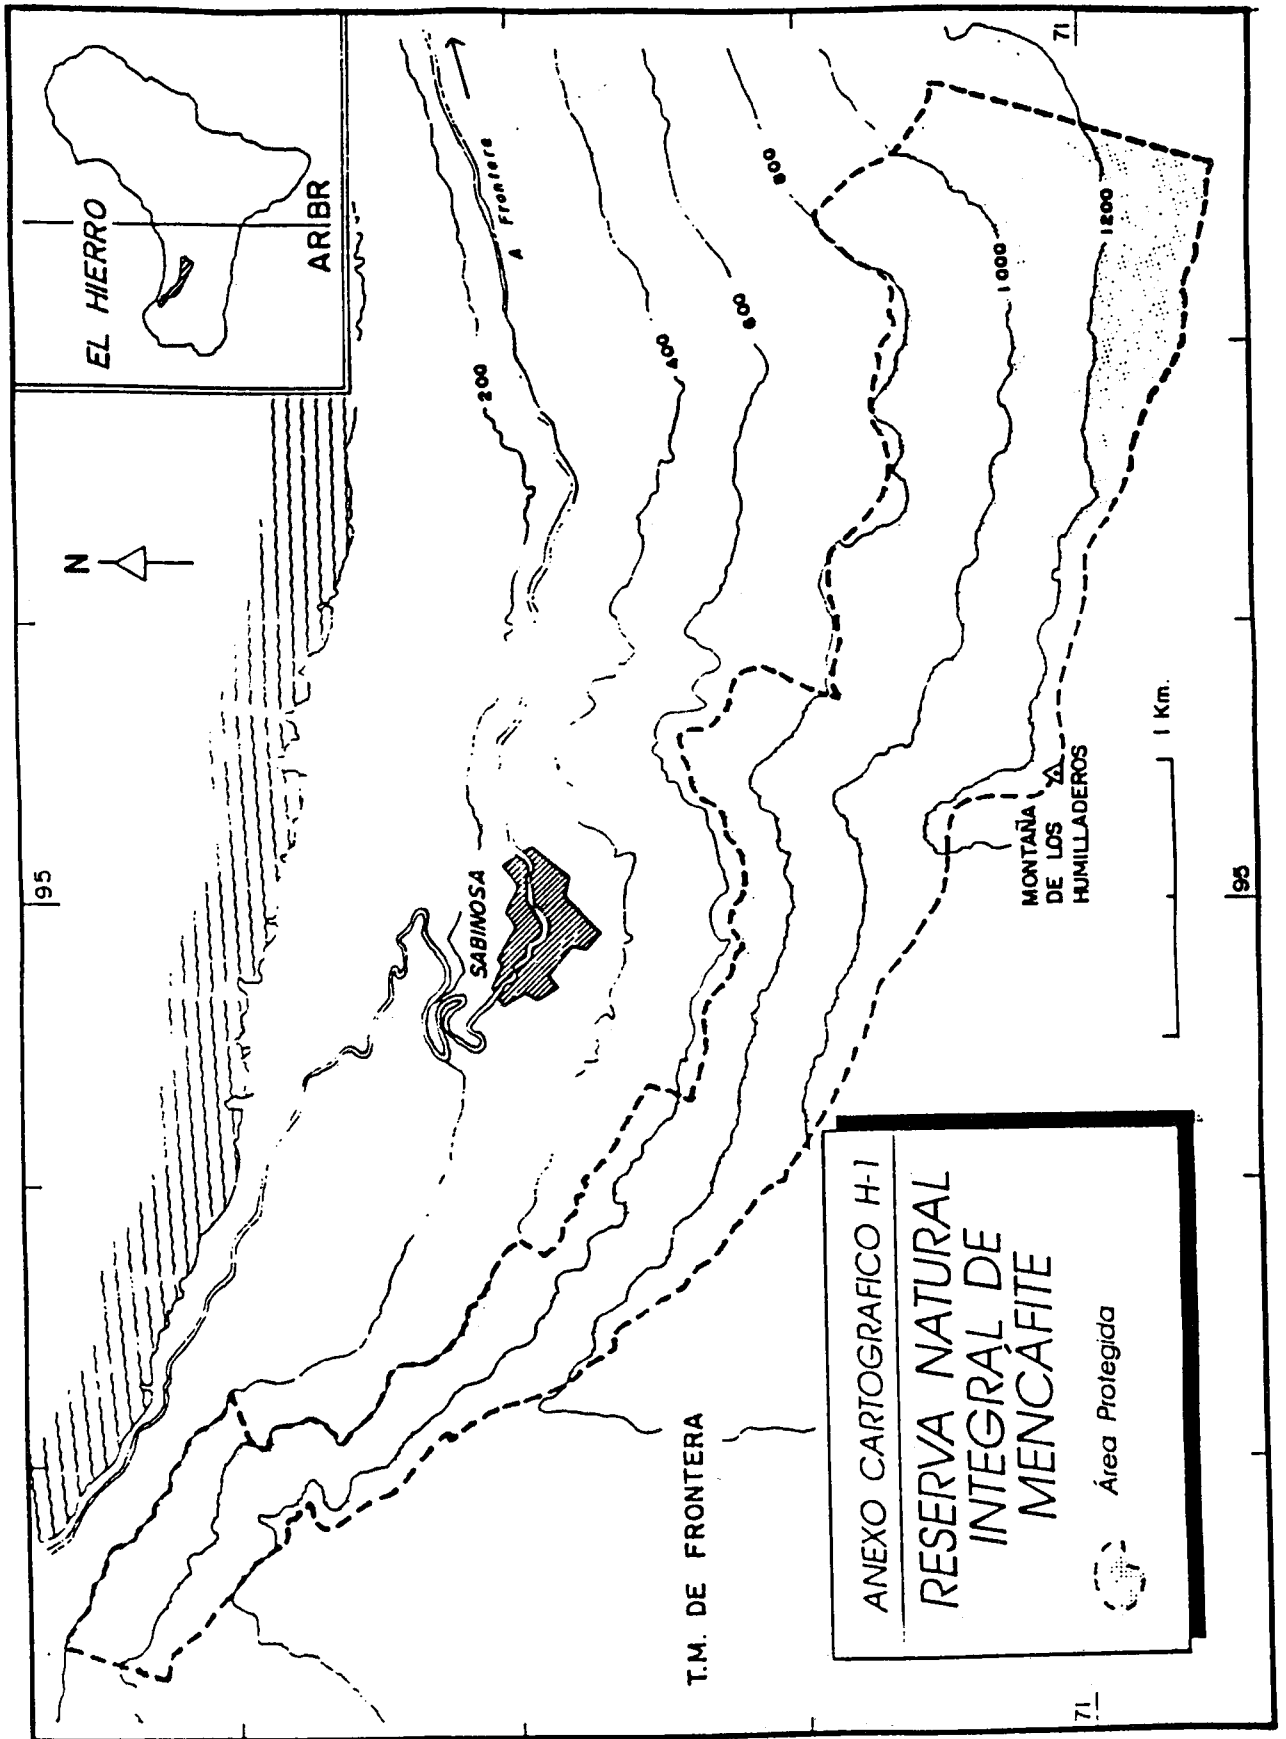 EL HIERRO
ARIBR
N
95
71
A Frontera
200
400
600
800
1000
1200
SABINOSA
MONTAÑA
DE LOS
HUMILLADEROS
1 Km.
T.M. DE FRONTERA
ANEXO CARTOGRAFICO H-1
RESERVA NATURAL
INTEGRAL DE
MENCÁFITE
Área Protegida
71
95